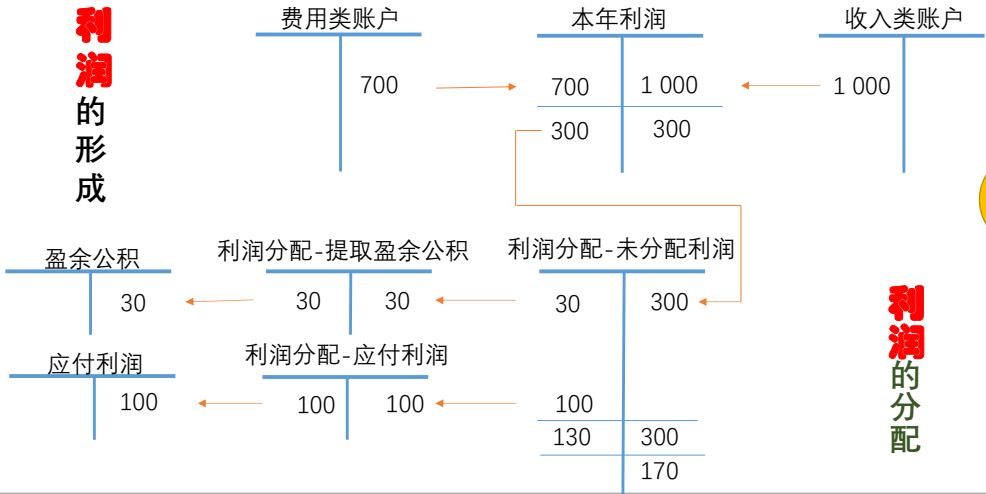 利润的形成
费用类账户
本年利润
收入类账户
700
700
1 000
1 000
300
300
盈余公积
利润分配-提取盈余公积
利润分配-未分配利润
30
30
30
30
300
应付利润
利润分配-应付利润
100
100
100
100
130
300
170
利润的分配